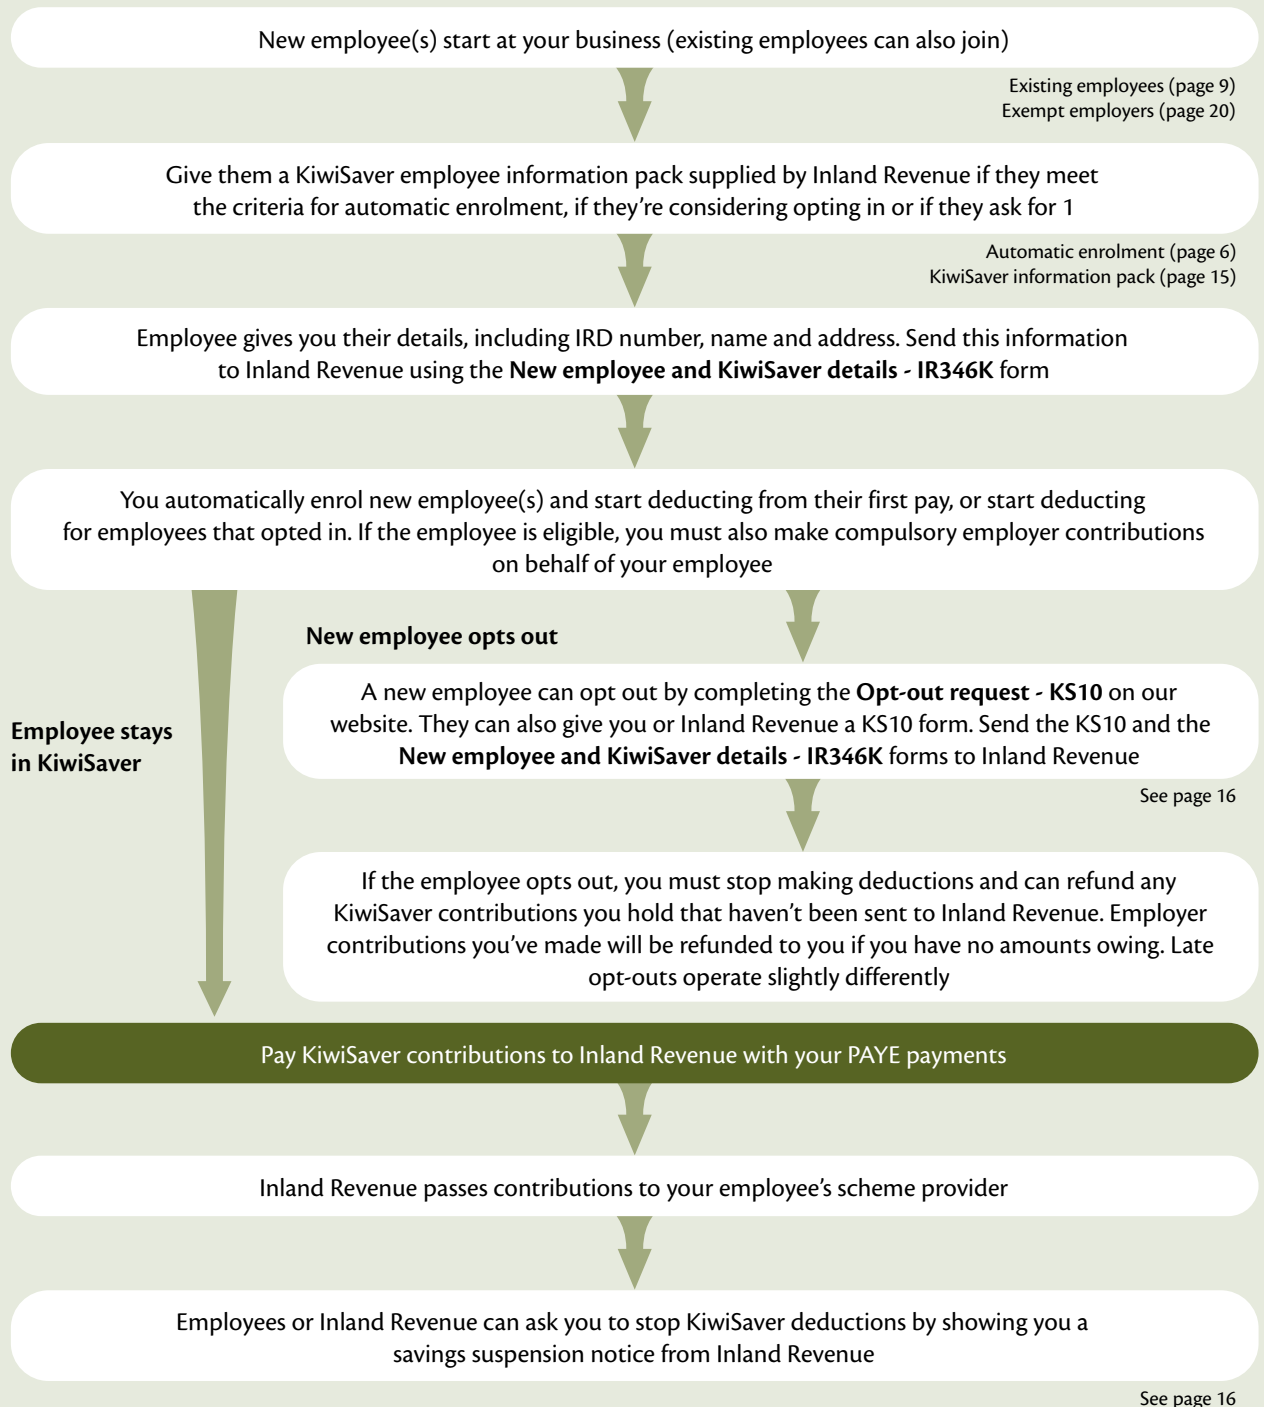 New employee(s) start at your business (existing employees can also join)
Existing employees (page 9)
Exempt employers (page 20)
Give them a KiwiSaver employee information pack supplied by Inland Revenue if they meet
the criteria for automatic enrolment, if they're considering opting in or if they ask for 1
Automatic enrolment (page 6)
KiwiSaver information pack (page 15)
Employee gives you their details, including IRD number, name and address. Send this information
to Inland Revenue using the New employee and KiwiSaver details - IR346K form
You automatically enrol new employee(s) and start deducting from their first pay, or start deducting
for employees that opted in. If the employee is eligible, you must also make compulsory employer contributions
on behalf of your employee
New employee opts out
A new employee can opt out by completing the Opt-out request - KS10 on our
website. They can also give you or Inland Revenue a KS10 form. Send the KS10 and the
New employee and KiwiSaver details - IR346K forms to Inland Revenue
Employee stays
in KiwiSaver
See page 16
If the employee opts out, you must stop making deductions and can refund any
KiwiSaver contributions you hold that haven't been sent to Inland Revenue. Employer
contributions you've made will be refunded to you if you have no amounts owing. Late
opt-outs operate slightly differently
Pay KiwiSaver contributions to Inland Revenue with your PAYE payments
Inland Revenue passes contributions to your employee's scheme provider
Employees or Inland Revenue can ask you to stop KiwiSaver deductions by showing you a
savings suspension notice from Inland Revenue
See page 16